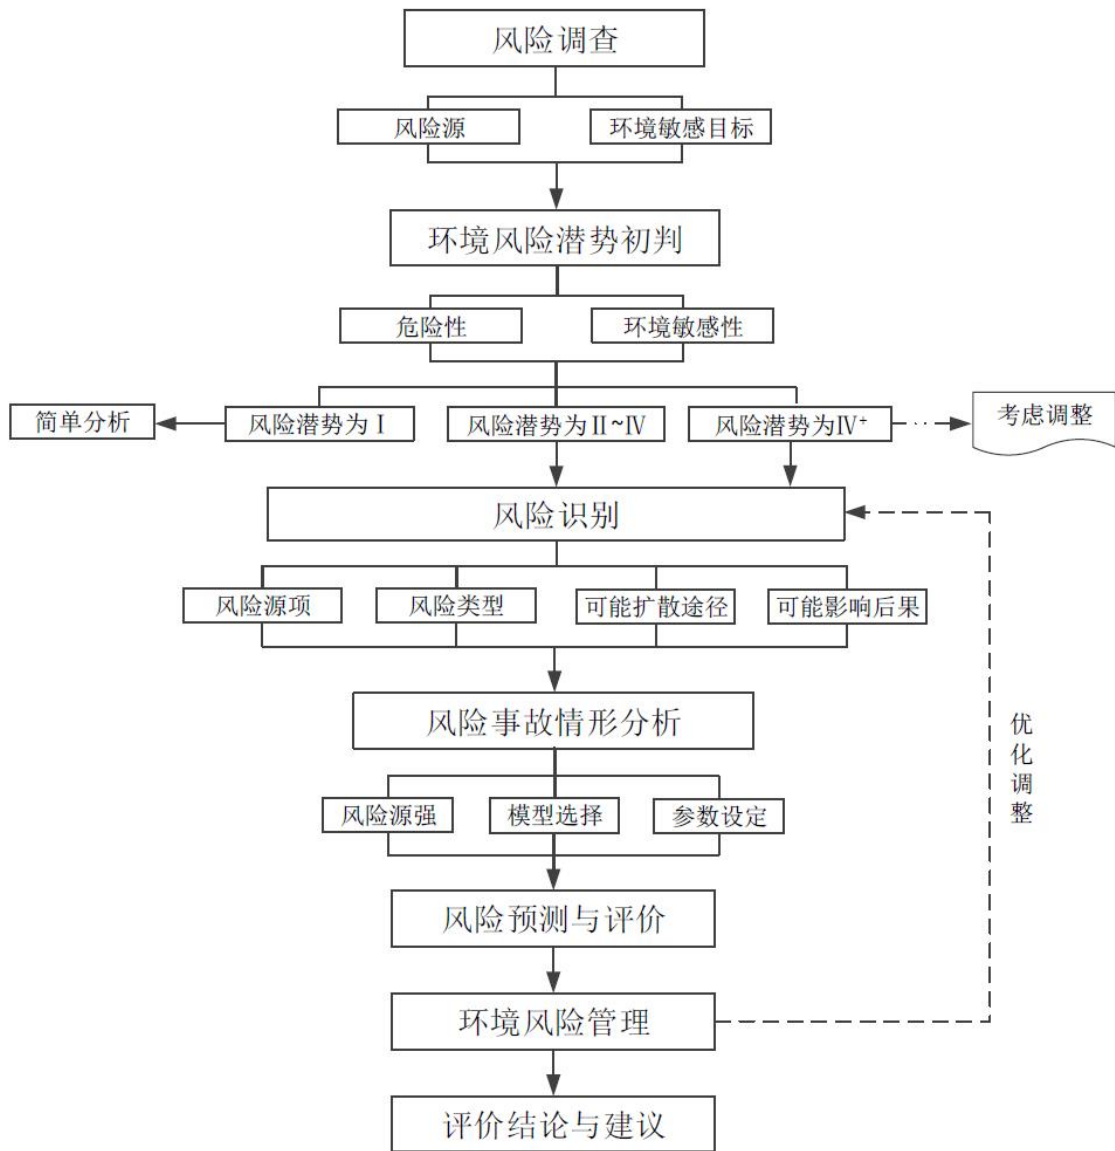 风险调查
风险源
环境敏感目标
环境风险潜势初判
危险性
环境敏感性
简单分析
风险潜势为Ⅰ
风险潜势为Ⅱ~Ⅳ
风险潜势为Ⅳ⁺
考虑调整
风险识别
风险源项
风险类型
可能扩散途径
可能影响后果
风险事故情形分析
优化调整
风险源强
模型选择
参数设定
风险预测与评价
环境风险管理
评价结论与建议